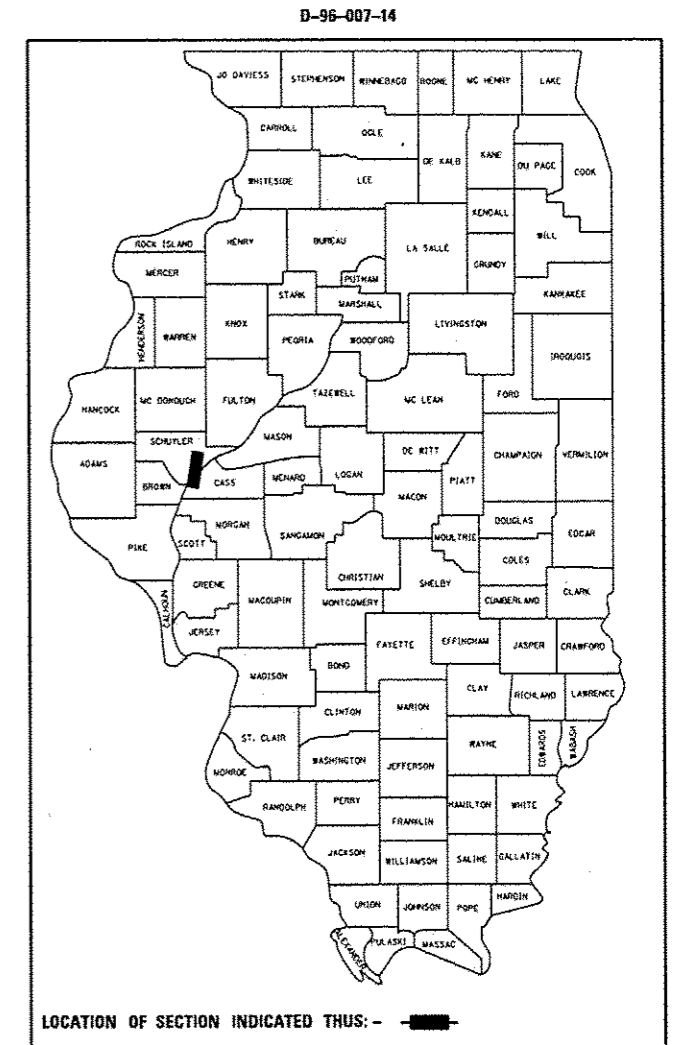 D-96-007-14
JO DAVIESS STEPHENSON WINNEBAGO BOONE MC HENRY LAKE
CARROLL OGLE
DE KALB KANE DU PAGE COOK
WHITESIDE LEE
KENDALL WILL
ROCK ISLAND HENRY BUREAU LA SALLE GRUNDY
MERCER PUTNAM
STARK MARSHALL KANKAKEE
HENDERSON WARREN KNOX PEORIA WOODFORD LIVINGSTON IROQUOIS
HANCOCK MC DONOUGH FULTON TAZEWELL MC LEAN FORD
SCHUYLER MASON DE WITT CHAMPAIGN VERMILION
ADAMS BROWN CASS MENARD LOGAN PIATT
MACON
PIKE SCOTT MORGAN SANGAMON MOULTRIE DOUGLAS EDGAR
COLES
CALHOUN GREENE MACOUPIN CHRISTIAN SHELBY CUMBERLAND CLARK
MONTGOMERY
JERSEY FAYETTE EFFINGHAM JASPER CRAWFORD
MADISON BOND
CLAY RICHLAND LAWRENCE
CLINTON MARION
ST. CLAIR WAYNE EDWARDS WABASH
MONROE WASHINGTON JEFFERSON
RANDOLPH PERRY HAMILTON WHITE
FRANKLIN
JACKSON WILLIAMSON SALINE GALLATIN
UNION JOHNSON POPE HARDIN
ALEXANDER PULASKI MASSAC
LOCATION OF SECTION INDICATED THUS: -